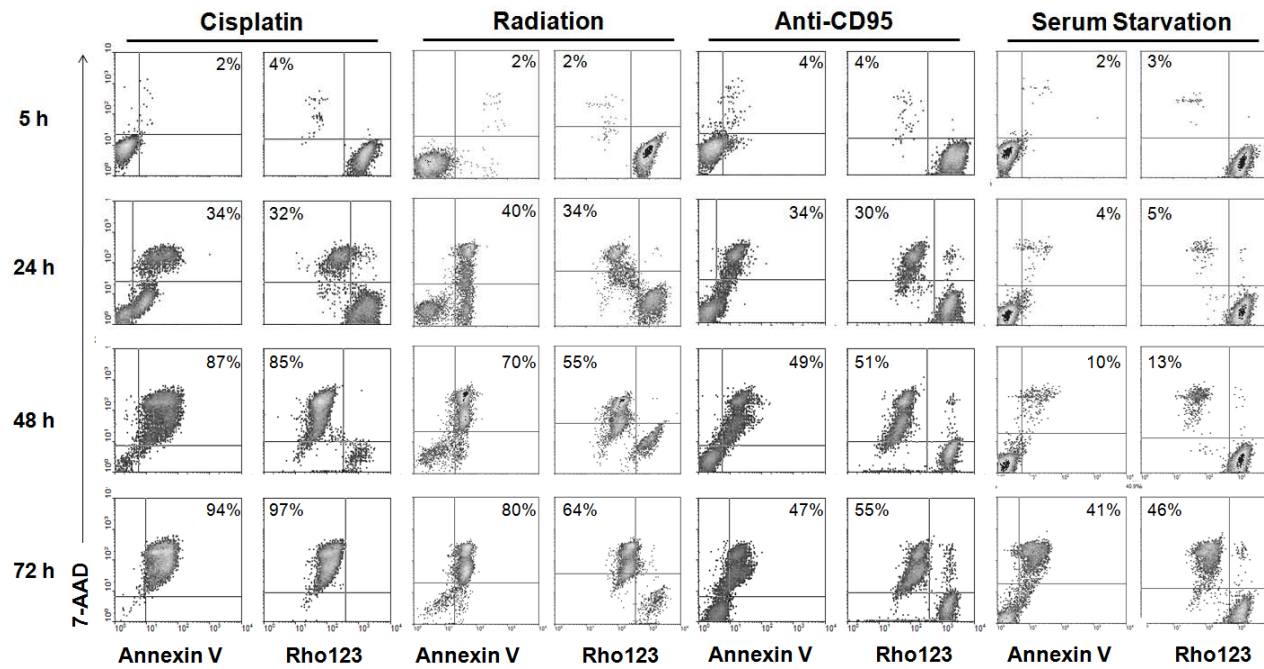 Cisplatin Radiation Anti-CD95 Serum Starvation
5 h
2% 4% 2% 2% 4% 4% 2% 3%
24 h
34% 32% 40% 34% 34% 30% 4% 5%
48 h
87% 85% 70% 55% 49% 51% 10% 13%
40.9%
72 h
94% 97% 80% 64% 47% 55% 41% 46%
7-AAD
Annexin V Rho123 Annexin V Rho123 Annexin V Rho123 Annexin V Rho123